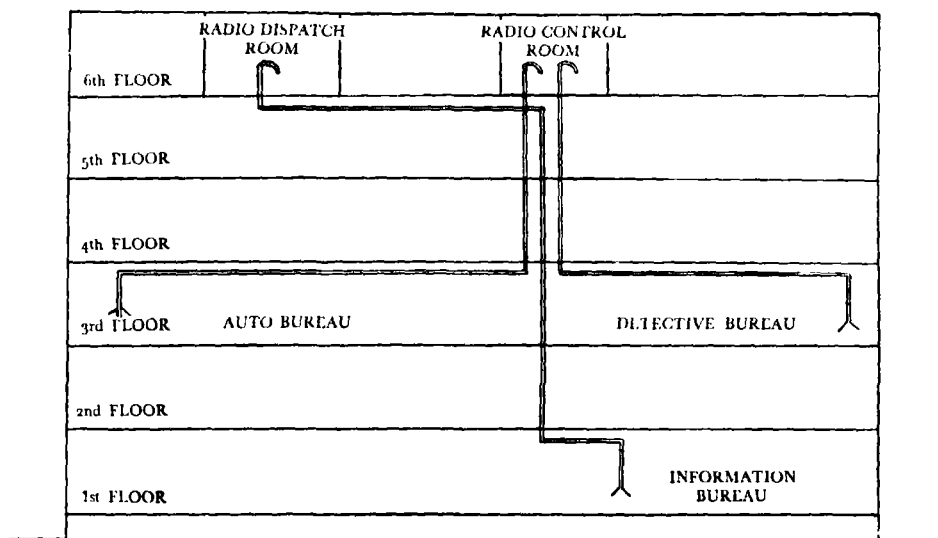 RADIO DISPATCH
ROOM
RADIO CONTROL
ROOM
6th FLOOR
5th FLOOR
4th FLOOR
3rd FLOOR
AUTO BUREAU
DETECTIVE BUREAU
2nd FLOOR
INFORMATION
BUREAU
1st FLOOR